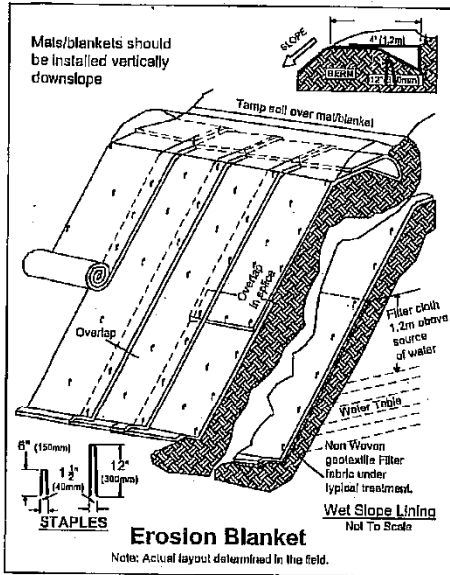 Mats/blankets should
be installed vertically
downslope
SLOPE
4' (1.2m)
BERM
12"
Tamp soil over mat/blanket
Overlap
in splice
Overlap
Filter cloth
1.2m above
source
of water
Water Table
Non Woven
geotextile Filter
fabric under
typical treatment.
Wet Slope Lining
Not To Scale
6" (150mm)
1 ½"
(40mm)
12"
(300mm)
STAPLES
Erosion Blanket
Note: Actual layout determined in the field.